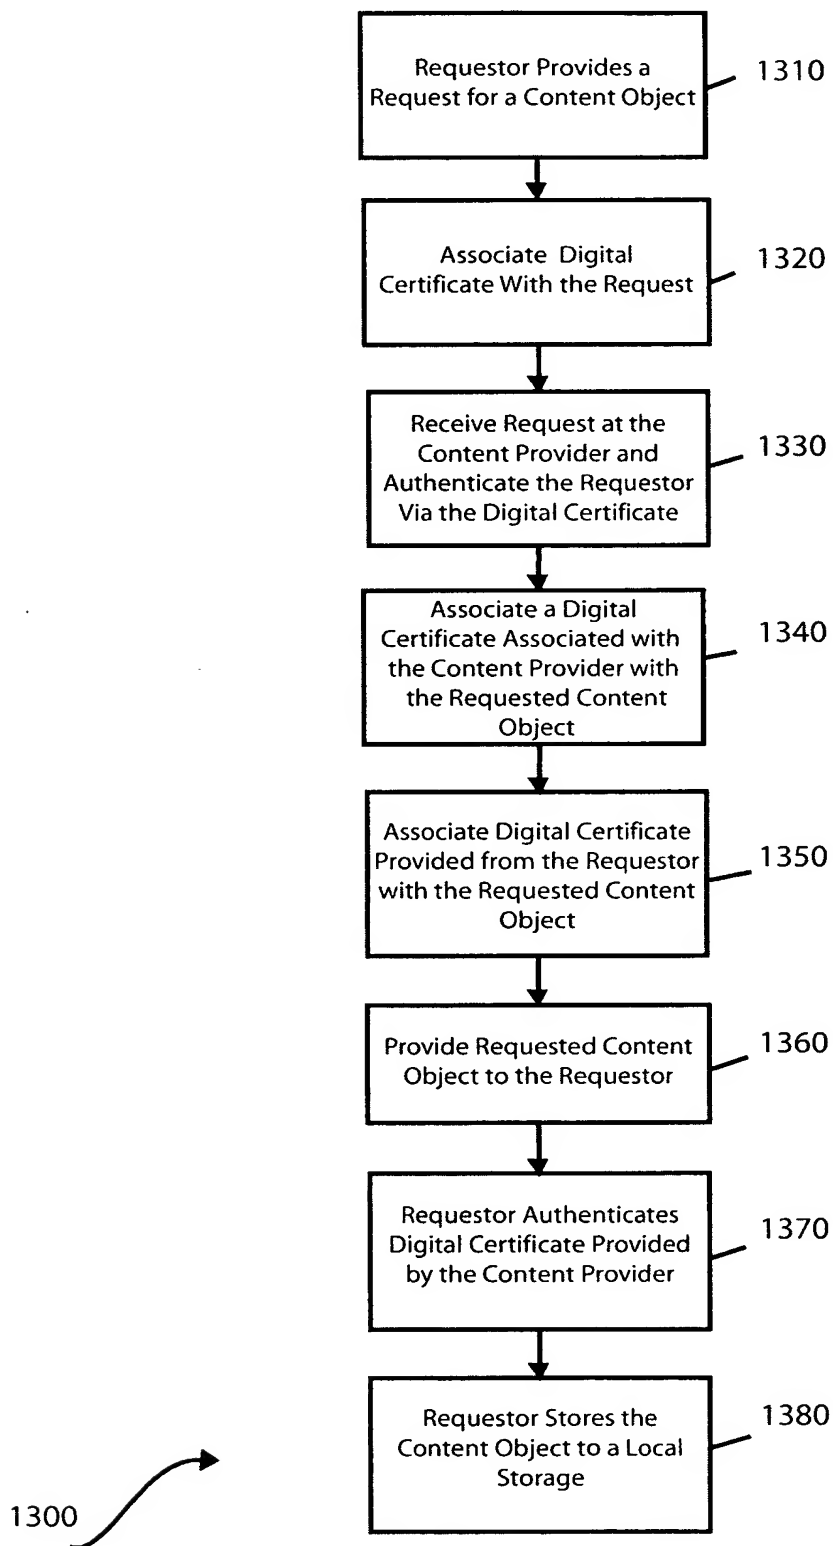 Requestor Provides a
Request for a Content Object
1310
Associate Digital
Certificate With the Request
1320
Receive Request at the
Content Provider and
Authenticate the Requestor
Via the Digital Certificate
1330
Associate a Digital
Certificate Associated with
the Content Provider with
the Requested Content
Object
1340
Associate Digital Certificate
Provided from the Requestor
with the Requested Content
Object
1350
Provide Requested Content
Object to the Requestor
1360
Requestor Authenticates
Digital Certificate Provided
by the Content Provider
1370
Requestor Stores the
Content Object to a Local
Storage
1380
1300